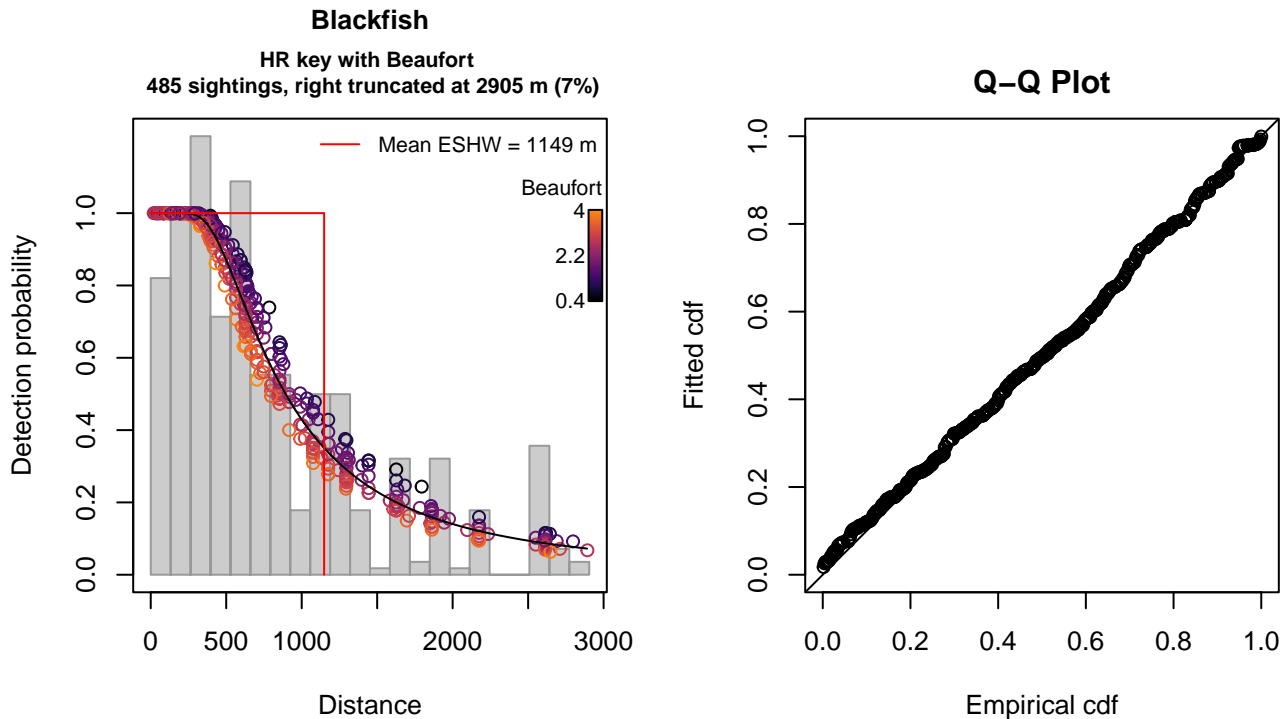 Blackfish
HR key with Beaufort
485 sightings, right truncated at 2905 m (7%)
Mean ESHW = 1149 m
Beaufort
4
2.2
0.4
Detection probability
1.0
0.8
0.6
0.4
0.2
0.0
0 500 1000 2000 3000
Distance
Q−Q Plot
Fitted cdf
1.0
0.8
0.6
0.4
0.2
0.0
0.0 0.2 0.4 0.6 0.8 1.0
Empirical cdf